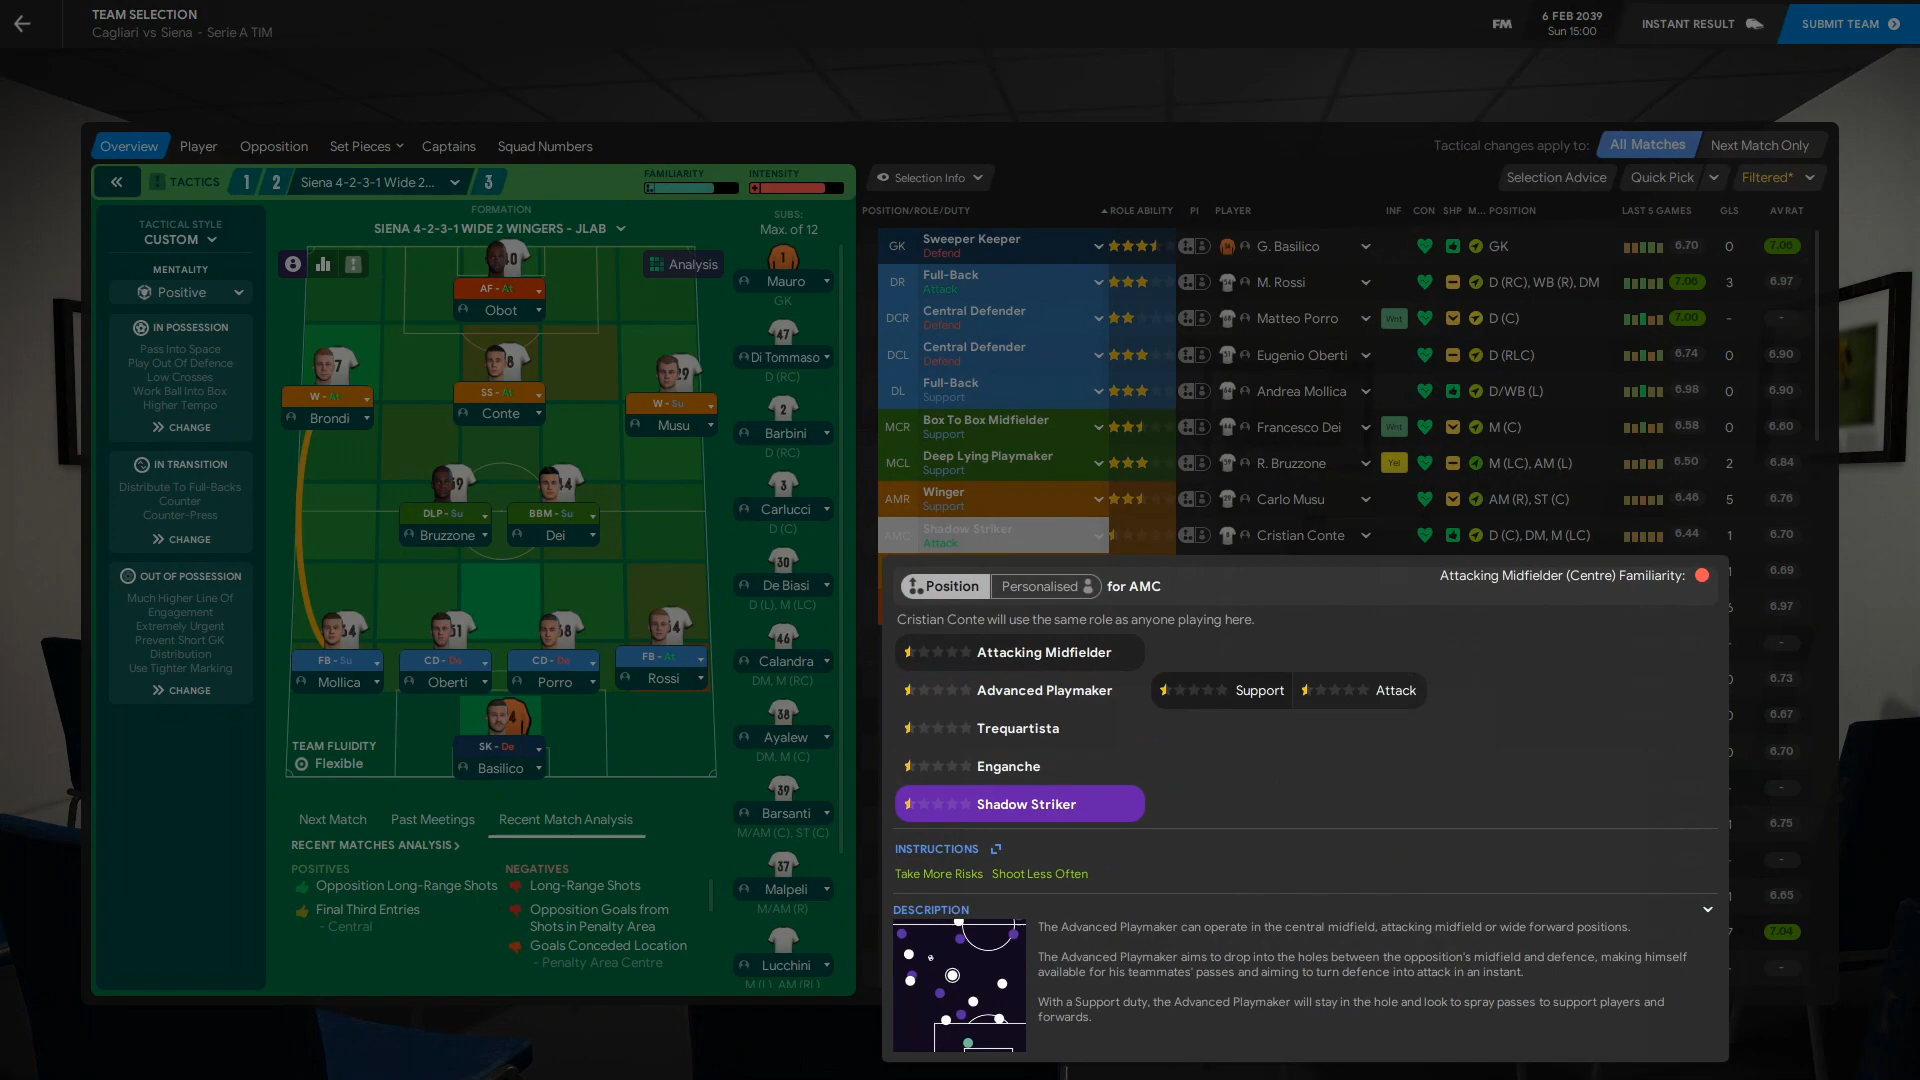 TEAM SELECTION
Cagliari vs Siena - Serie A TIM
FM
6 FEB 2039
Sun 15:00
INSTANT RESULT
SUBMIT TEAM
Overview
Player
Opposition
Set Pieces
Captains
Squad Numbers
Tactical changes apply to:
All Matches
Next Match Only
TACTICS
1
2
Siena 4-2-3-1 Wide 2...
3
FAMILIARITY
INTENSITY
TACTICAL STYLE
CUSTOM
MENTALITY
Positive
IN POSSESSION
Pass Into Space
Play Out Of Defence
Low Crosses
Work Ball Into Box
Higher Tempo
CHANGE
IN TRANSITION
Distribute To Full-Backs
Counter
Counter-Press
CHANGE
OUT OF POSSESSION
Much Higher Line Of
Engagement
Extremely Urgent
Prevent Short GK
Distribution
Use Tighter Marking
CHANGE
FORMATION
SIENA 4-2-3-1 WIDE 2 WINGERS - JLAB
Analysis
40
AF - At
Obot
7
W - At
Brondi
8
SS - At
Conte
29
W - Su
Musu
DLP - Su
Bruzzone
BBM - Su
Dei
FB - Su
Mollica
CD - De
Oberti
CD - De
Porro
FB - At
Rossi
SK - De
Basilico
TEAM FLUIDITY
Flexible
SUBS:
Max. of 12
1
Mauro
GK
47
Di Tommaso
D (RC)
2
Barbini
D (RC)
3
Carlucci
D (C)
30
De Biasi
D (L), M (LC)
46
Calandra
DM, M (RC)
38
Ayalew
DM, M (C)
39
Barsanti
M/AM (C), ST (C)
37
Malpeli
M/AM (R)
Lucchini
M (L), AM (RL)
Next Match
Past Meetings
Recent Match Analysis
RECENT MATCHES ANALYSIS
POSITIVES
Opposition Long-Range Shots
Final Third Entries
- Central
NEGATIVES
Long-Range Shots
Opposition Goals from
Shots in Penalty Area
Goals Conceded Location
- Penalty Area Centre
Selection Info
Selection Advice
Quick Pick
Filtered*
POSITION/ROLE/DUTY
ROLE ABILITY
PI
PLAYER
INF
CON
SHP
M...
POSITION
LAST 5 GAMES
GLS
AV RAT
GK
Sweeper Keeper
Defend
G. Basilico
GK
6.70
0
7.06
DR
Full-Back
Attack
M. Rossi
D (RC), WB (R), DM
7.06
3
6.97
DCR
Central Defender
Defend
Matteo Porro
Wnt
D (C)
7.00
-
-
DCL
Central Defender
Defend
Eugenio Oberti
D (RLC)
6.74
0
6.90
DL
Full-Back
Support
Andrea Mollica
D/WB (L)
6.98
0
6.90
MCR
Box To Box Midfielder
Support
Francesco Dei
Wnt
M (C)
6.58
0
6.60
MCL
Deep Lying Playmaker
Support
R. Bruzzone
Yel
M (LC), AM (L)
6.50
2
6.84
AMR
Winger
Support
Carlo Musu
AM (R), ST (C)
6.46
5
6.76
AMC
Shadow Striker
Attack
Cristian Conte
D (C), DM, M (LC)
6.44
1
6.70
6.69
6.97
-
6.73
6.67
6.70
-
6.75
-
6.65
7.04
-
Position
Personalised
for AMC
Attacking Midfielder (Centre) Familiarity:
Cristian Conte will use the same role as anyone playing here.
Attacking Midfielder
Advanced Playmaker
Support
Attack
Trequartista
Enganche
Shadow Striker
INSTRUCTIONS
Take More Risks
Shoot Less Often
DESCRIPTION
The Advanced Playmaker can operate in the central midfield, attacking midfield or wide forward positions.
The Advanced Playmaker aims to drop into the holes between the opposition's midfield and defence, making himself
available for his teammates' passes and aiming to turn defence into attack in an instant.
With a Support duty, the Advanced Playmaker will stay in the hole and look to spray passes to support players and
forwards.